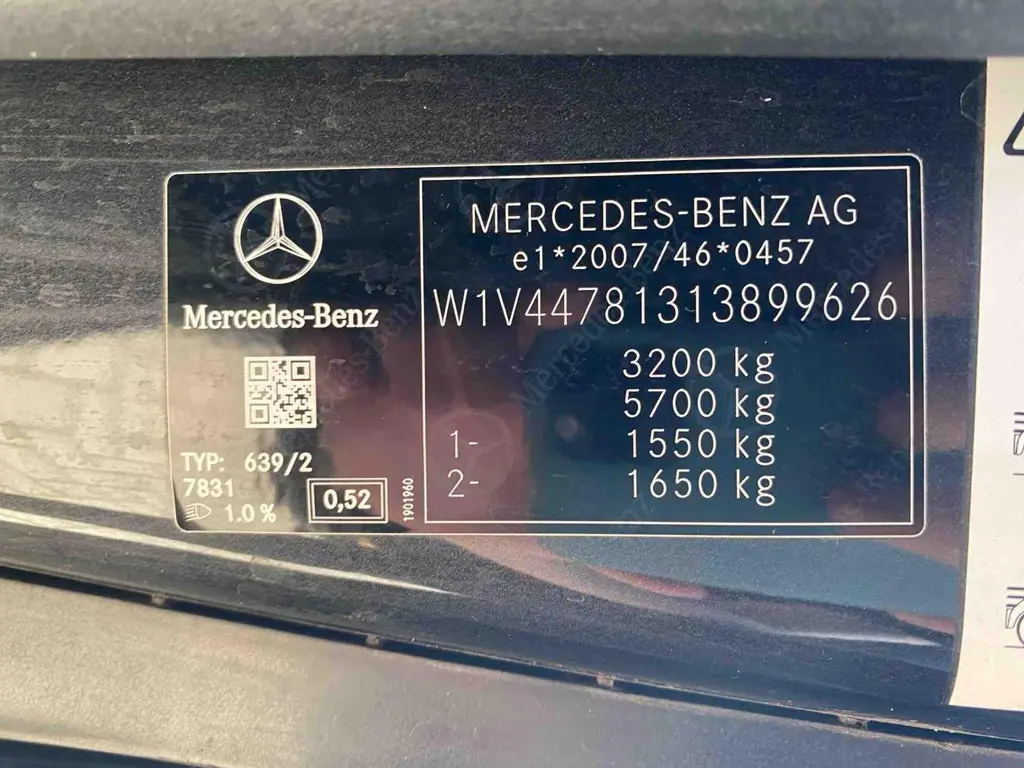 Mercedes-Benz
TYP: 639/2
7831
1.0 %
0,52
1901960
MERCEDES-BENZ AG
e1*2007/46*0457
W1V44781313899626
3200 kg
5700 kg
1- 1550 kg
2- 1650 kg